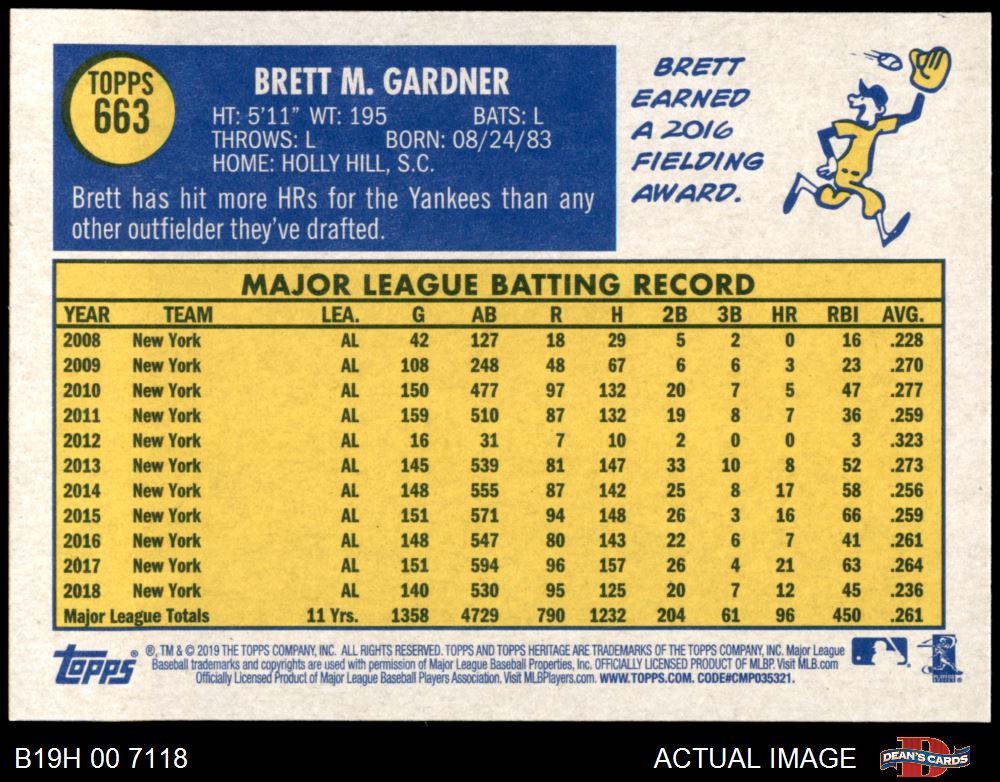 TOPPS
663
BRETT M. GARDNER
HT: 5'11" WT: 195 BATS: L
THROWS: L BORN: 08/24/83
HOME: HOLLY HILL, S.C.
Brett has hit more HRs for the Yankees than any
other outfielder they've drafted.
BRETT
EARNED
A 2016
FIELDING
AWARD.
MAJOR LEAGUE BATTING RECORD
YEAR TEAM LEA. G AB R H 2B 3B HR RBI AVG.
2008 New York AL 42 127 18 29 5 2 0 16 .228
2009 New York AL 108 248 48 67 6 6 3 23 .270
2010 New York AL 150 477 97 132 20 7 5 47 .277
2011 New York AL 159 510 87 132 19 8 7 36 .259
2012 New York AL 16 31 7 10 2 0 0 3 .323
2013 New York AL 145 539 81 147 33 10 8 52 .273
2014 New York AL 148 555 87 142 25 8 17 58 .256
2015 New York AL 151 571 94 148 26 3 16 66 .259
2016 New York AL 148 547 80 143 22 6 7 41 .261
2017 New York AL 151 594 96 157 26 4 21 63 .264
2018 New York AL 140 530 95 125 20 7 12 45 .236
Major League Totals 11 Yrs. 1358 4729 790 1232 204 61 96 450 .261
Topps®
®, TM & © 2019 THE TOPPS COMPANY, INC. ALL RIGHTS RESERVED. TOPPS AND TOPPS HERITAGE ARE TRADEMARKS OF THE TOPPS COMPANY, INC. Major League
Baseball trademarks and copyrights are used with permission of Major League Baseball Properties, Inc. OFFICIALLY LICENSED PRODUCT OF MLBP. Visit MLB.com
Officially Licensed Product of Major League Baseball Players Association. Visit MLBPlayers.com. WWW.TOPPS.COM. CODE#CMP035321.
B19H 00 7118
ACTUAL IMAGE
DEAN'S CARDS